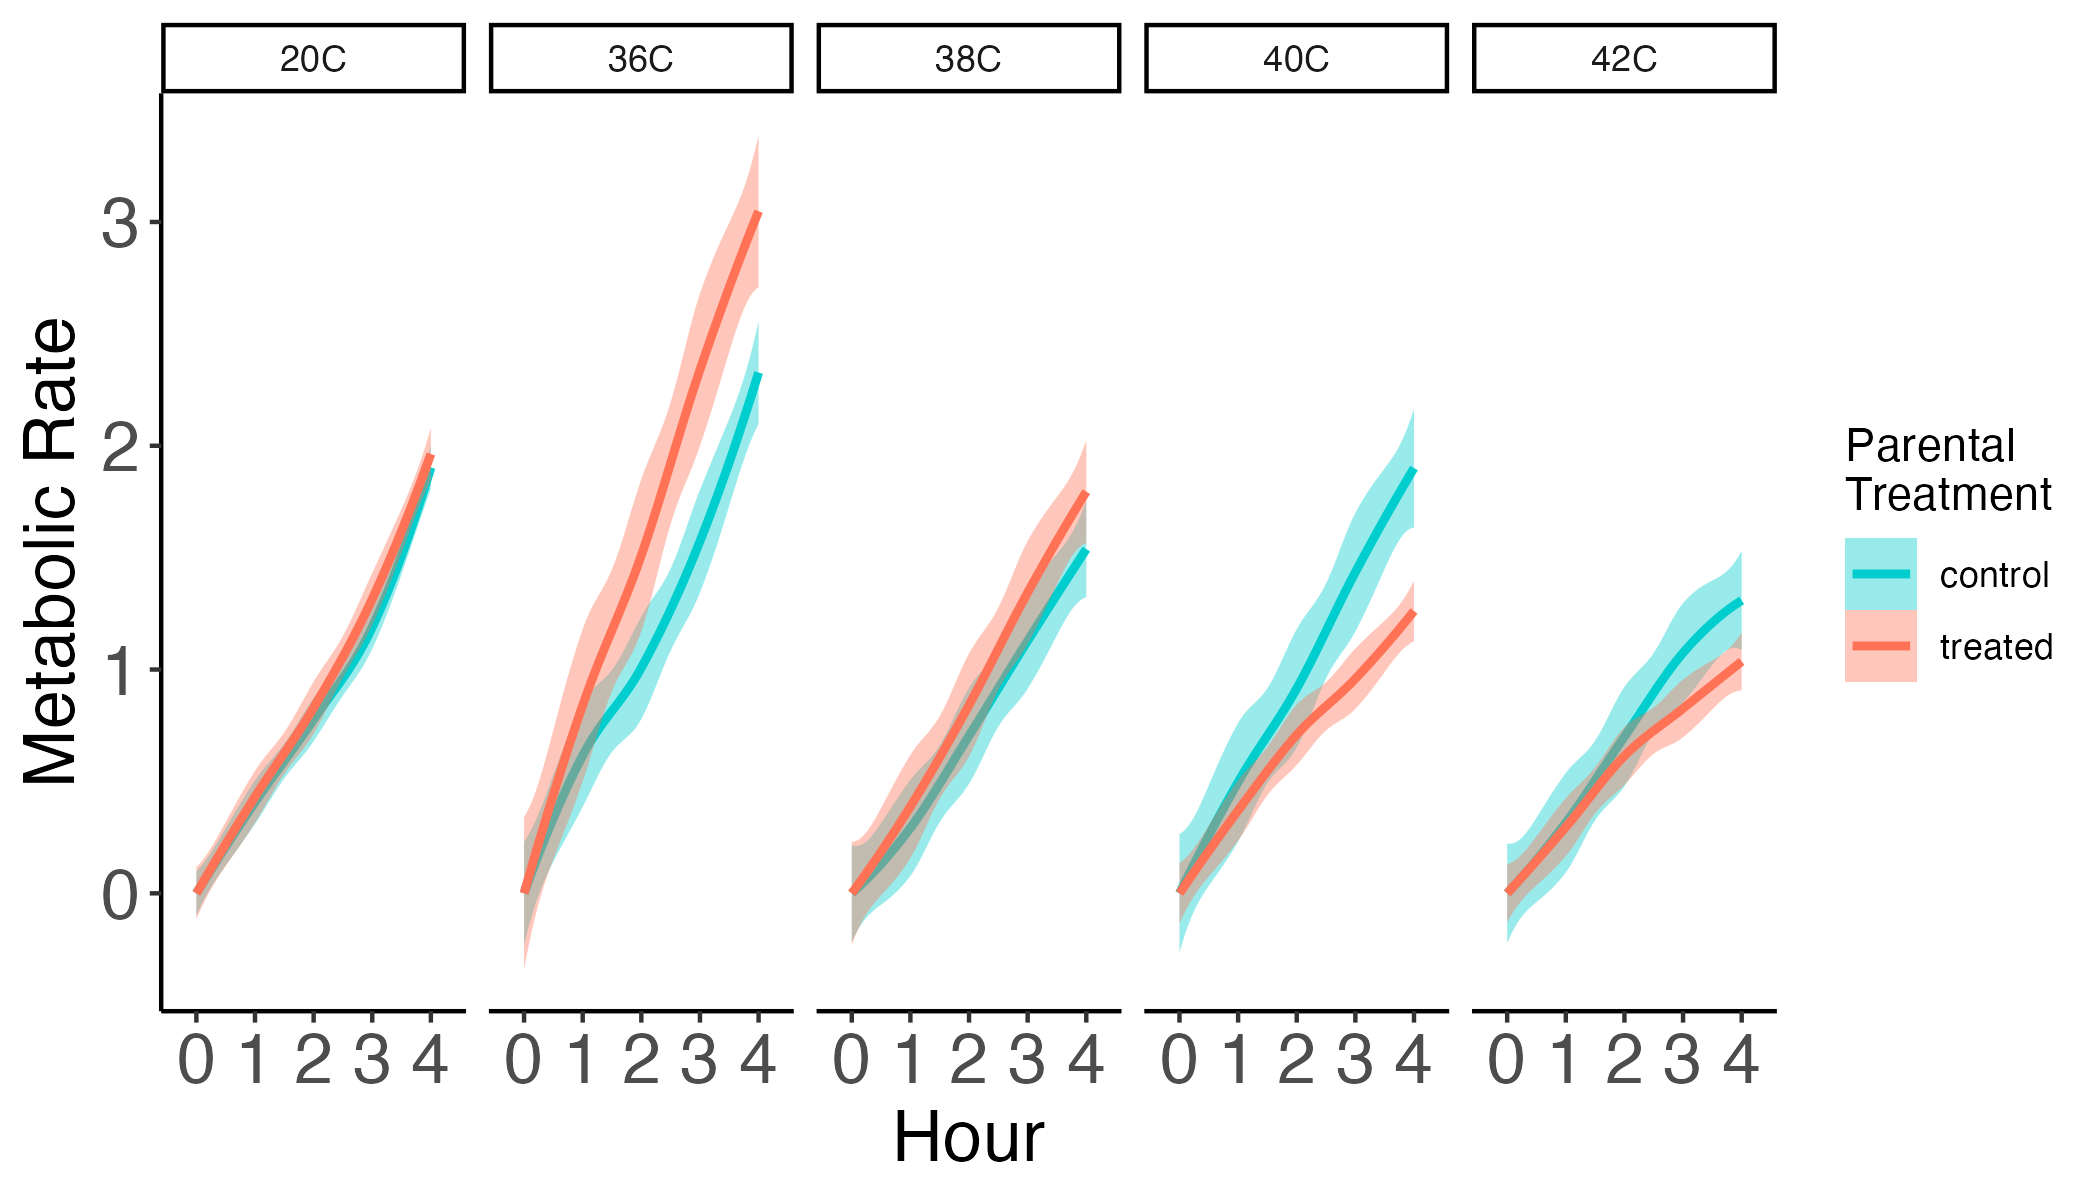 20C 36C 38C 40C 42C
Metabolic Rate
3
2
1
0
0 1 2 3 4 0 1 2 3 4 0 1 2 3 4 0 1 2 3 4 0 1 2 3 4
Hour
Parental
Treatment
control
treated